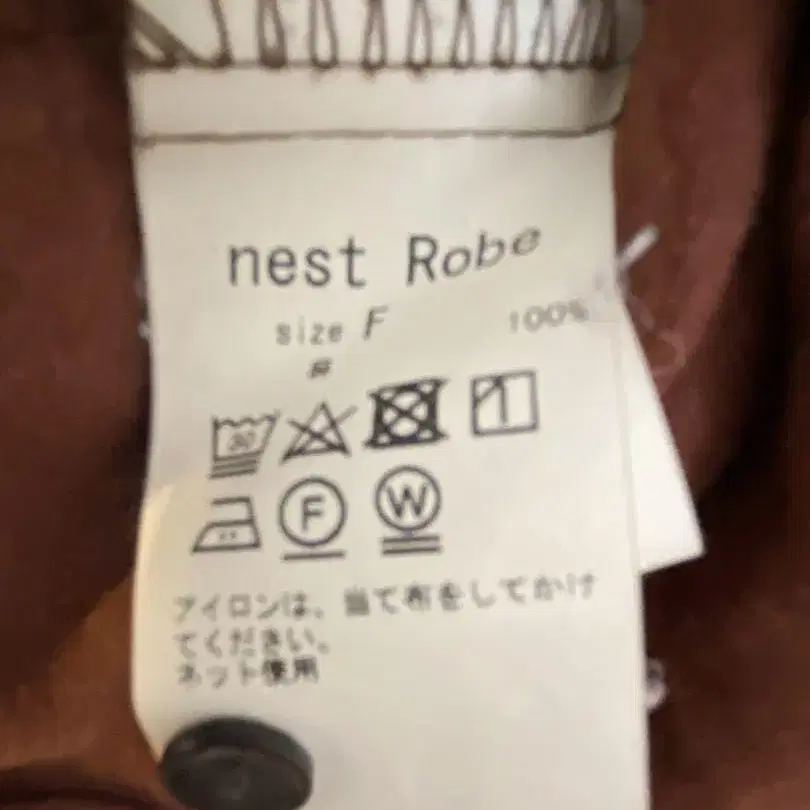 nest Robe
size F
100%
30
F W
アイロンは、当て布をしてかけ
てください。
ネット使用